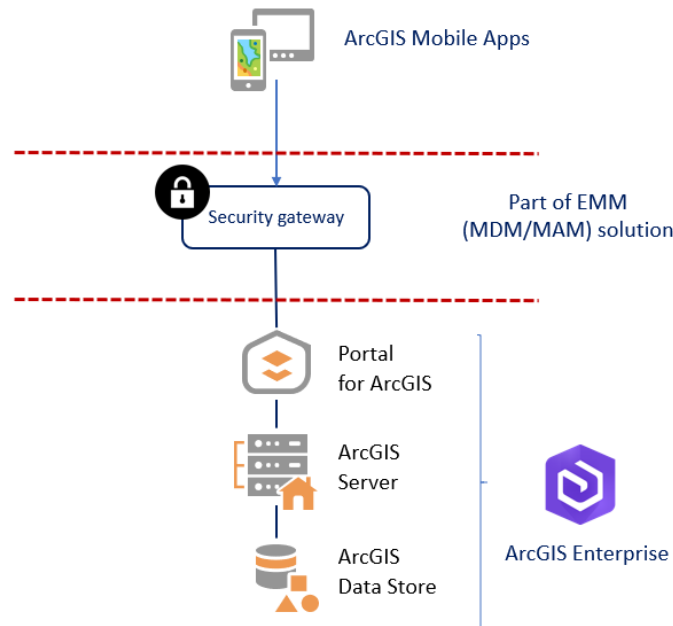 ArcGIS Mobile Apps
Security gateway
Part of EMM
(MDM/MAM) solution
Portal
for ArcGIS
ArcGIS
Server
ArcGIS
Data Store
ArcGIS Enterprise